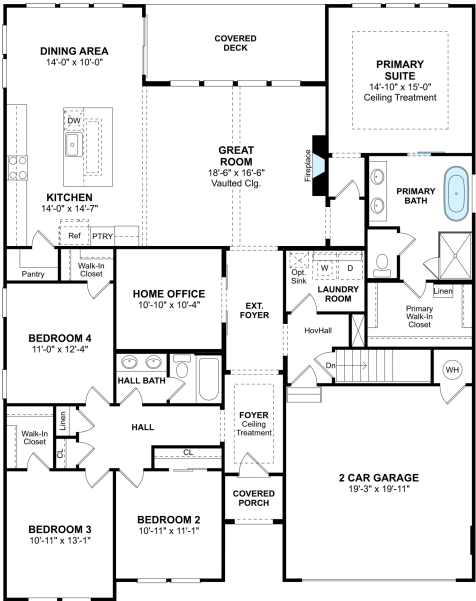 DINING AREA
14'-0" x 10'-0"
COVERED
DECK
PRIMARY
SUITE
14'-10" x 15'-0"
Ceiling Treatment
DW
GREAT
ROOM
18'-6" x 16'-6"
Vaulted Clg.
Fireplace
KITCHEN
14'-0" x 14'-7"
PRIMARY
BATH
Ref
PTRY
Pantry
Walk-In
Closet
Opt.
Sink
W
D
LAUNDRY
ROOM
Linen
HOME OFFICE
10'-10" x 10'-4"
EXT.
FOYER
Primary
Walk-In
Closet
BEDROOM 4
11'-0" x 12'-4"
HovHall
HALL BATH
Dn
WH
Walk-In
Closet
Linen
CL
HALL
FOYER
Ceiling
Treatment
CL
2 CAR GARAGE
19'-3" x 19'-11"
COVERED
PORCH
BEDROOM 3
10'-11" x 13'-1"
BEDROOM 2
10'-11" x 11'-1"